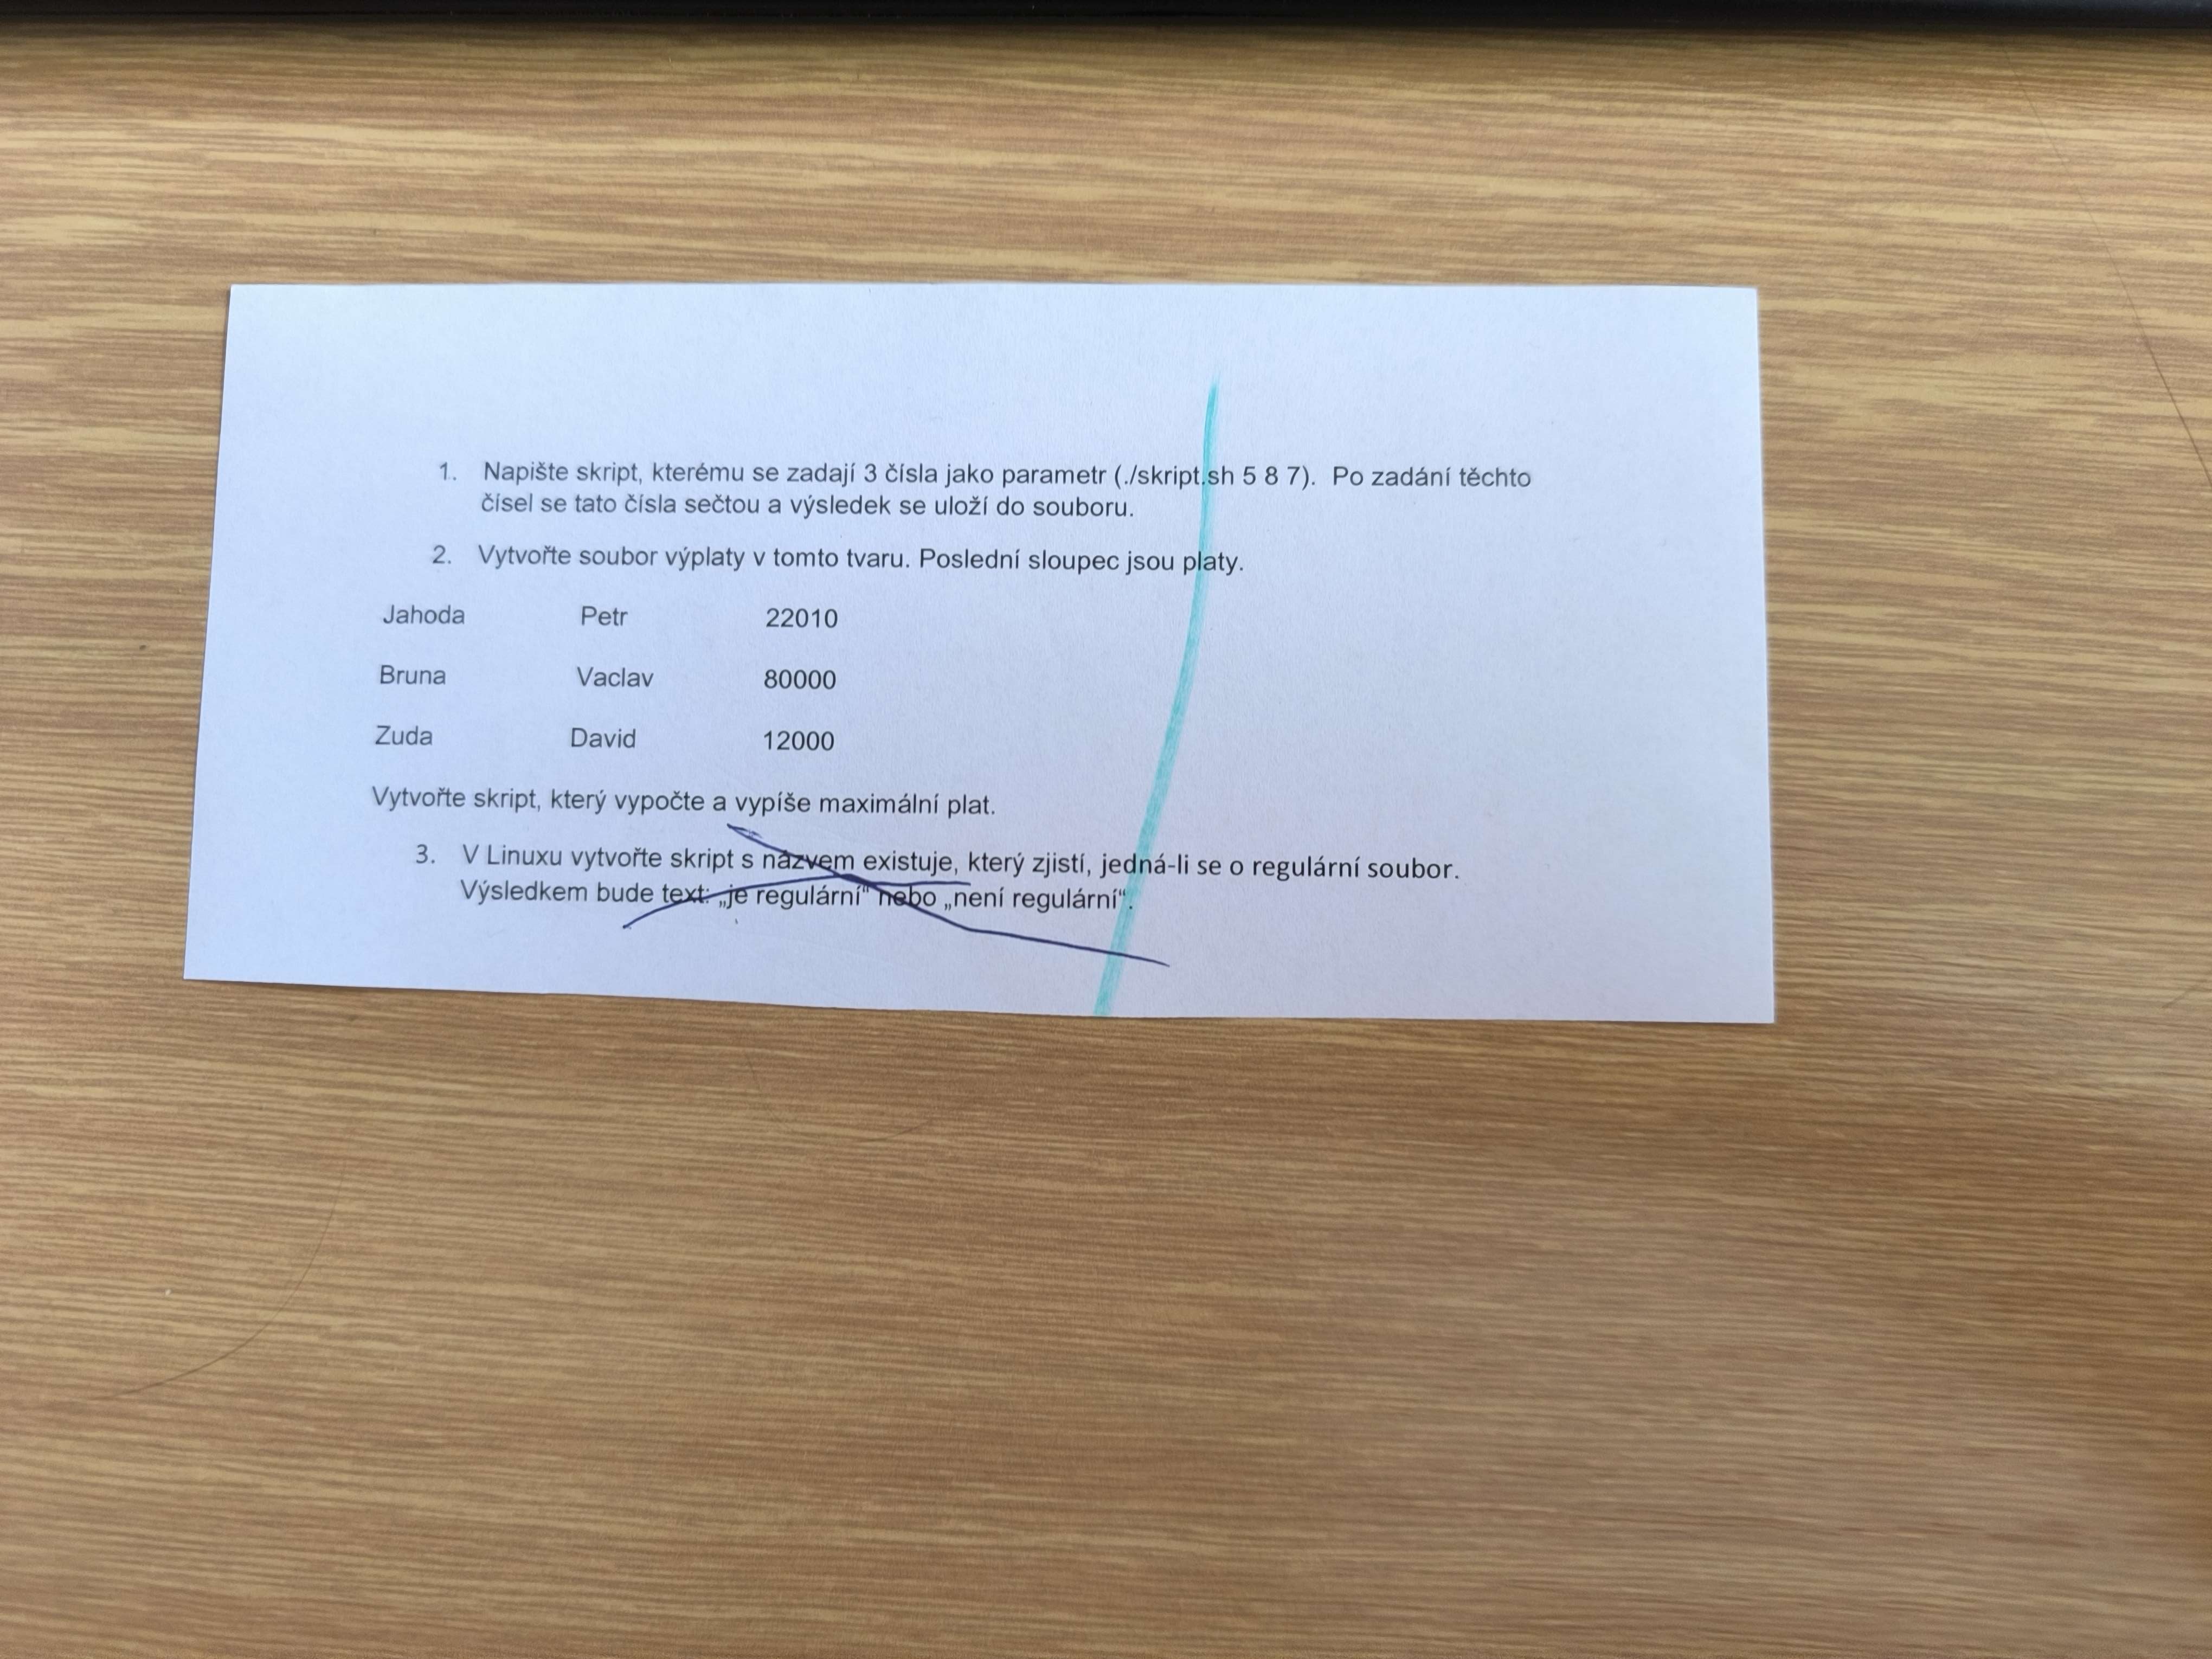 1. Napište skript, kterému se zadají 3 čísla jako parametr (./skript.sh 5 8 7). Po zadání těchto
čísel se tato čísla sečtou a výsledek se uloží do souboru.
2. Vytvořte soubor výplaty v tomto tvaru. Poslední sloupec jsou platy.
Jahoda Petr 22010
Bruna Vaclav 80000
Zuda David 12000
Vytvořte skript, který vypočte a vypíše maximální plat.
3. V Linuxu vytvořte skript s názvem existuje, který zjistí, jedná-li se o regulární soubor.
Výsledkem bude text: „je regulární“ nebo „není regulární“.